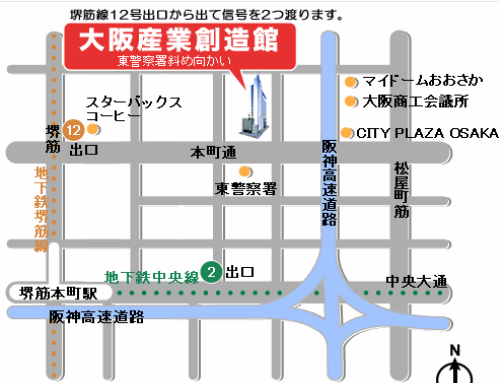 堺筋線12号出口から出て信号を2つ渡ります。
大阪産業創造館
東警察署斜め向かい
マイドームおおさか
大阪商工会議所
CITY PLAZA OSAKA
スターバックス
コーヒー
堺筋
12
出口
本町通
東警察署
阪神高速道路
松屋町筋
地下鉄堺筋線
地下鉄中央線
2
出口
中央大通
堺筋本町駅
阪神高速道路
N